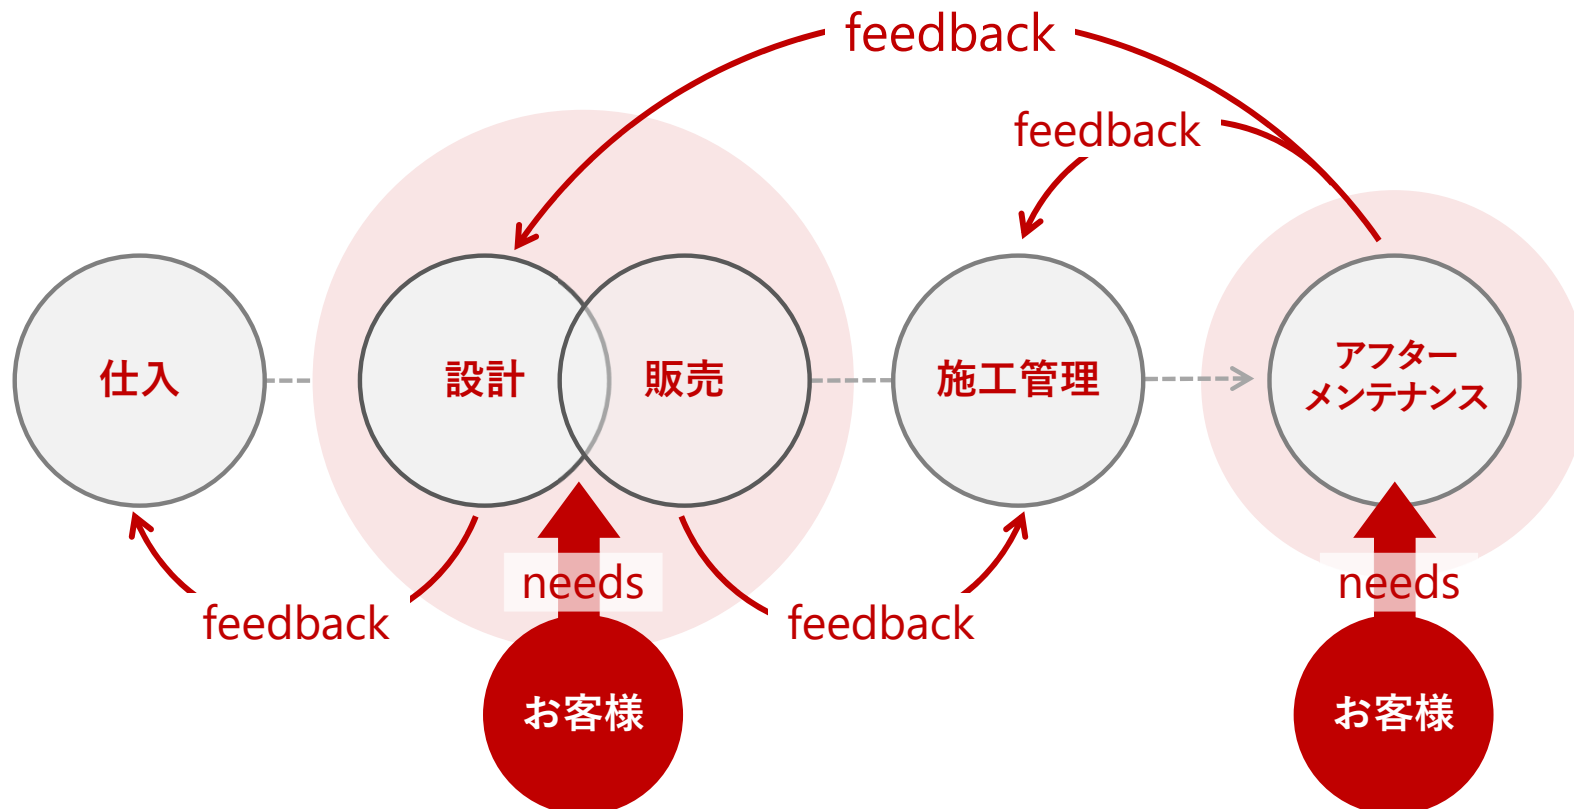 feedback
feedback
仕入
設計
販売
施工管理
アフター
メンテナンス
needs
needs
feedback
feedback
お客様
お客様